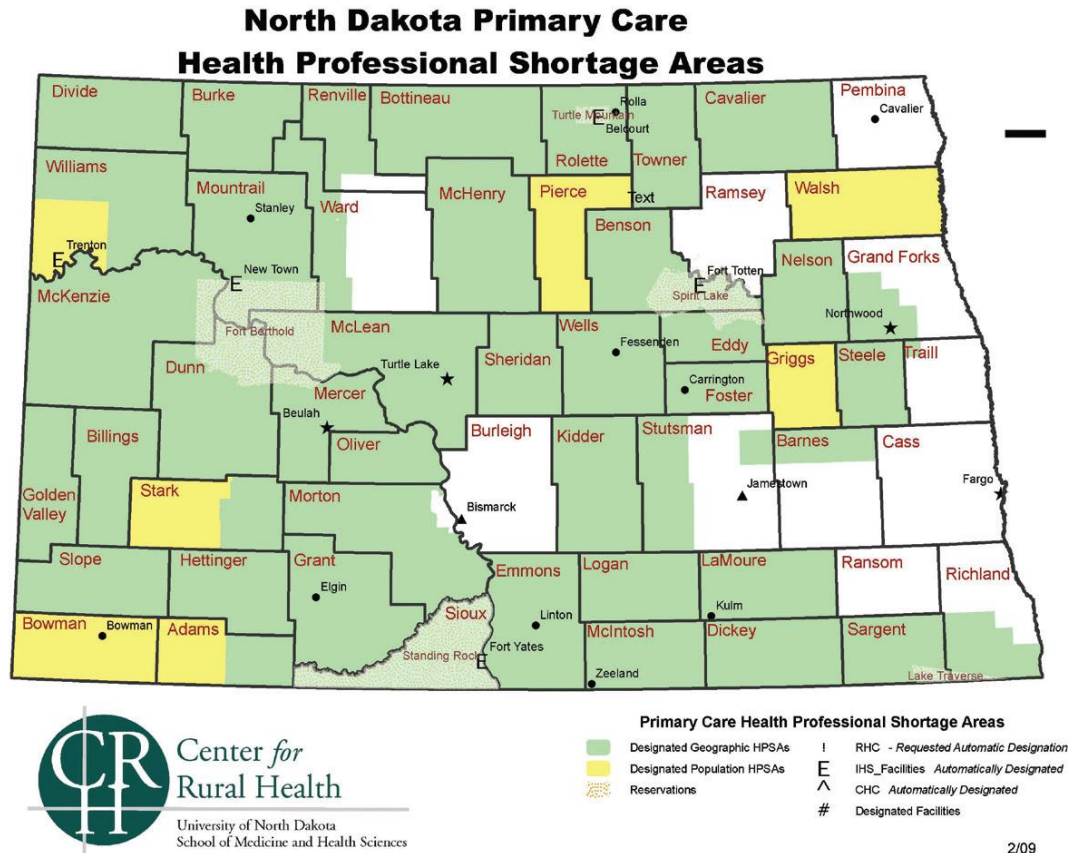 North Dakota Primary Care
Health Professional Shortage Areas
Divide
Burke
Renville
Bottineau
Rolla
Turtle Mountain
E
Belcourt
Rolette
Towner
Cavalier
Pembina
Cavalier
Williams
Mountrail
Stanley
Ward
McHenry
Pierce
Text
Benson
Ramsey
Walsh
Trenton
E
New Town
E
Fort Totten
E
Spirit Lake
Nelson
Grand Forks
McKenzie
Fort Berthold
McLean
Wells
Fessenden
Northwood
Dunn
Turtle Lake
Sheridan
Eddy
Griggs
Steele
Traill
Mercer
Beulah
Carrington
Foster
Billings
Oliver
Burleigh
Kidder
Stutsman
Barnes
Cass
Golden
Valley
Stark
Morton
Bismarck
Jamestown
Fargo
Slope
Hettinger
Grant
Elgin
Emmons
Logan
LaMoure
Ransom
Richland
Bowman
Bowman
Adams
Sioux
Linton
Kulm
Standing Rock
Fort Yates
E
McIntosh
Dickey
Sargent
Zeeland
Lake Traverse
CRH
Center for
Rural Health
University of North Dakota
School of Medicine and Health Sciences
Primary Care Health Professional Shortage Areas
Designated Geographic HPSAs
Designated Population HPSAs
Reservations
! RHC - Requested Automatic Designation
E IHS_Facilities Automatically Designated
^ CHC Automatically Designated
# Designated Facilities
2/09